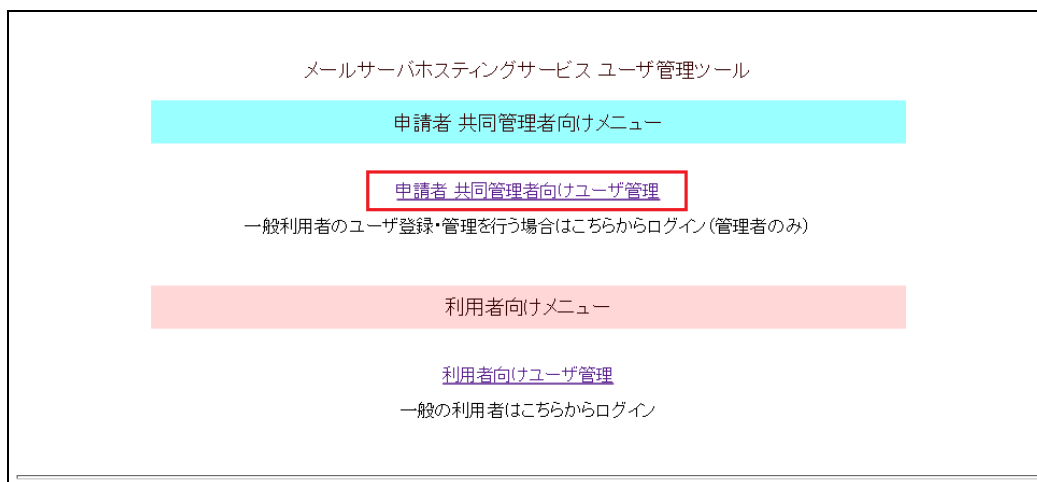 メールサーバホスティングサービス ユーザ管理ツール
申請者 共同管理者向けメニュー
申請者 共同管理者向けユーザ管理
一般利用者のユーザ登録・管理を行う場合はこちらからログイン(管理者のみ)
利用者向けメニュー
利用者向けユーザ管理
一般の利用者はこちらからログイン